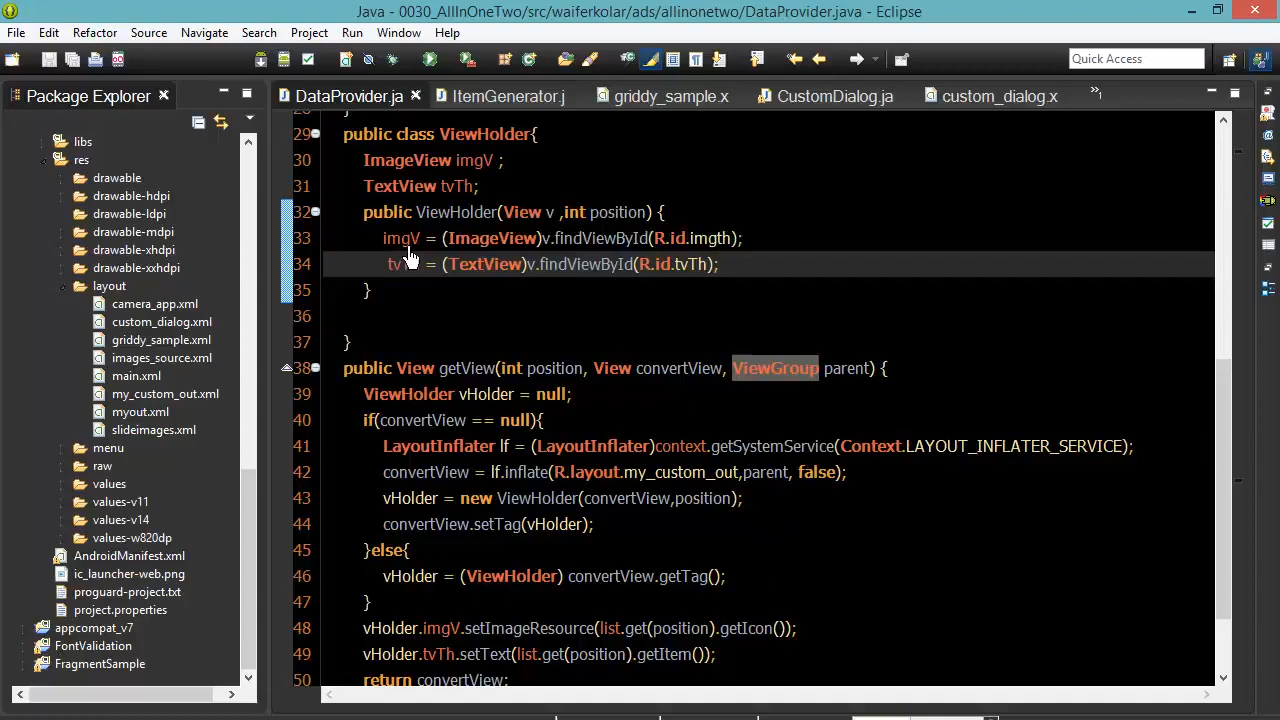 Java - 0030_AllInOneTwo/src/waiferkolar/ads/allinonetwo/DataProvider.java - Eclipse
File Edit Refactor Source Navigate Search Project Run Window Help
Quick Access
Package Explorer
DataProvider.ja
ItemGenerator.j
griddy_sample.x
CustomDialog.ja
custom_dialog.x
libs
res
drawable
drawable-hdpi
drawable-ldpi
drawable-mdpi
drawable-xhdpi
drawable-xxhdpi
layout
camera_app.xml
custom_dialog.xml
griddy_sample.xml
images_source.xml
main.xml
my_custom_out.xml
myout.xml
slideimages.xml
menu
raw
values
values-v11
values-v14
values-w820dp
AndroidManifest.xml
ic_launcher-web.png
proguard-project.txt
project.properties
appcompat_v7
FontValidation
FragmentSample
28 }
29 public class ViewHolder{
30 ImageView imgV ;
31 TextView tvTh;
32 public ViewHolder(View v ,int position) {
33 imgV = (ImageView)v.findViewById(R.id.imgth);
34 = (TextView)v.findViewById(R.id.tvTh);
35 }
36
37 }
38 public View getView(int position, View convertView, ViewGroup parent) {
39 ViewHolder vHolder = null;
40 if(convertView == null){
41 LayoutInflater lf = (LayoutInflater)context.getSystemService(Context.LAYOUT_INFLATER_SERVICE);
42 convertView = lf.inflate(R.layout.my_custom_out,parent, false);
43 vHolder = new ViewHolder(convertView,position);
44 convertView.setTag(vHolder);
45 }else{
46 vHolder = (ViewHolder) convertView.getTag();
47 }
48 vHolder.imgV.setImageResource(list.get(position).getIcon());
49 vHolder.tvTh.setText(list.get(position).getItem());
50 return convertView;